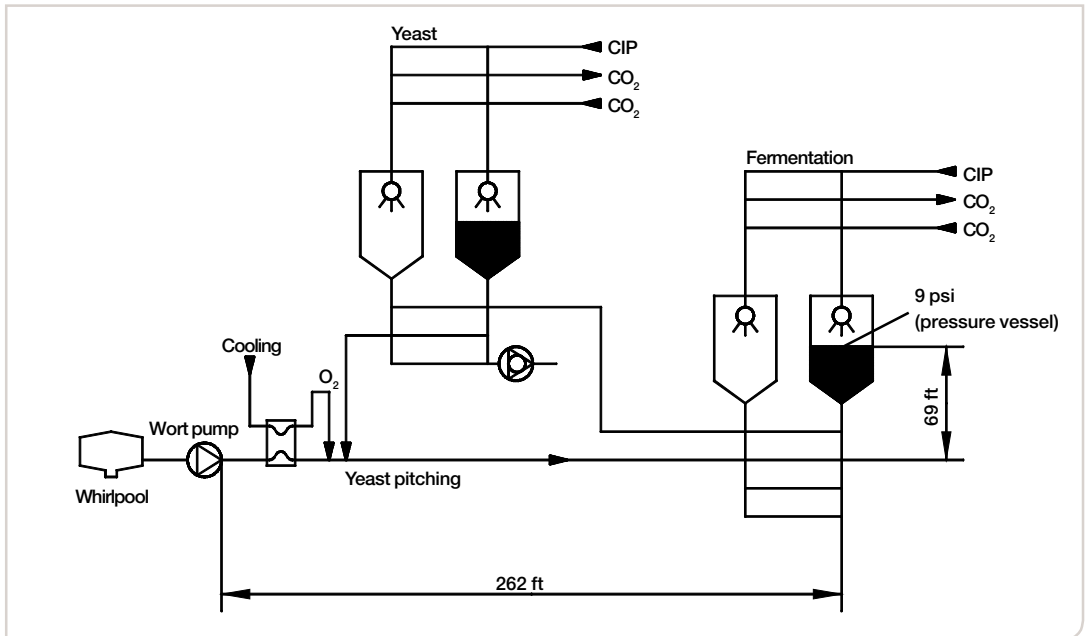 Yeast
CIP
CO₂
CO₂
Fermentation
CIP
CO₂
CO₂
9 psi
(pressure vessel)
Cooling
O₂
69 ft
Wort pump
Whirlpool
Yeast pitching
262 ft